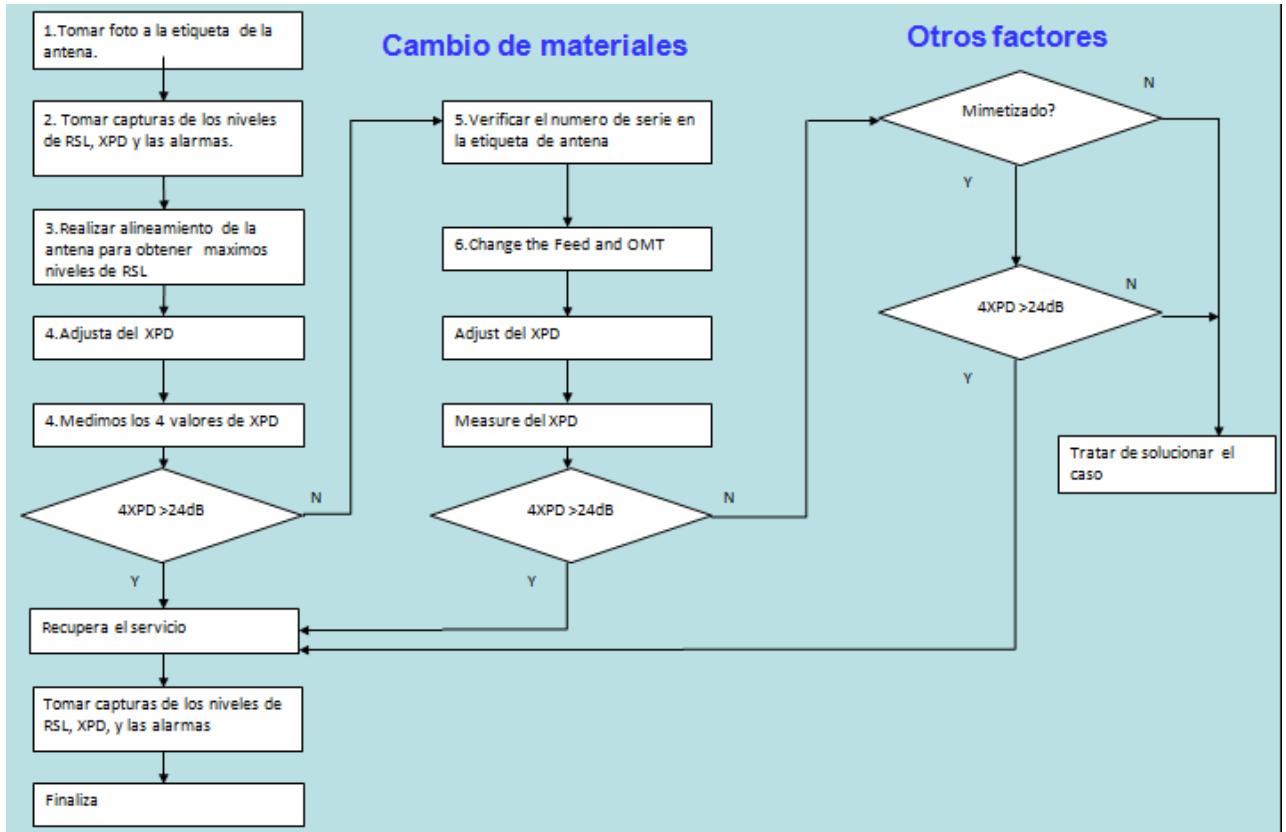 1.Tomar foto a la etiqueta de la
antena.
2. Tomar capturas de los niveles
de RSL, XPD y las alarmas.
3.Realizar alineamiento de la
antena para obtener maximos
niveles de RSL
4.Adjusta del XPD
4.Medimos los 4 valores de XPD
4XPD >24dB
N
Y
Recupera el servicio
Tomar capturas de los niveles de
RSL, XPD, y las alarmas
Finaliza
Cambio de materiales
5.Verificar el numero de serie en
la etiqueta de antena
6.Change the Feed and OMT
Adjust del XPD
Measure del XPD
4XPD >24dB
N
Y
Otros factores
Mimetizado?
N
Y
4XPD >24dB
N
Y
Tratar de solucionar el
caso